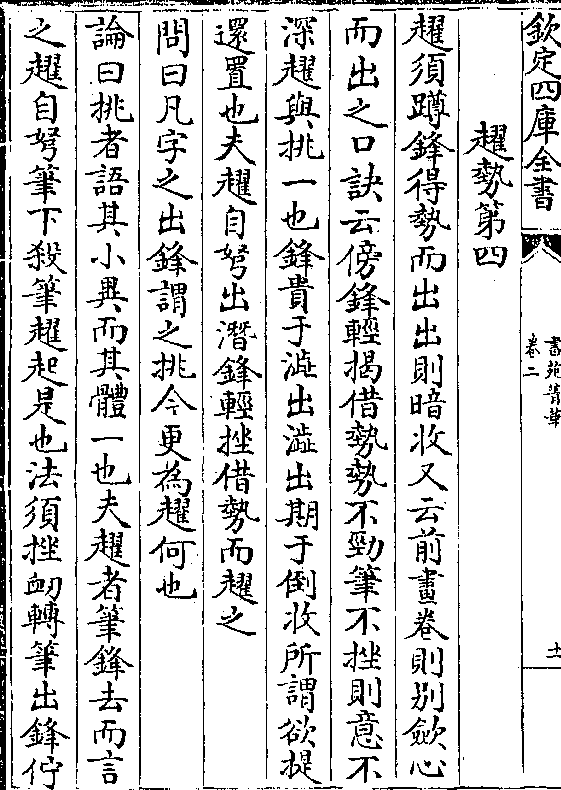 欽定四庫全書
書苑菁華
卷二
十一
趯勢第四
趯須蹲鋒得勢而出出則暗收又云前畫卷則别斂心
而出之口訣云傍鋒輕揭借勢勢不勁筆不挫則意不
深趯與挑一也鋒貴于澁出澁出期于倒收所謂欲挑
還置也夫趯自努出潛鋒輕挫借勢而趯之
問曰凡字之出鋒謂之挑今更為趯何也
論曰挑者語其小異而其體一也夫趯者筆鋒去而言
之趯自努筆下殺筆趯起是也法須挫衂轉筆出鋒佇